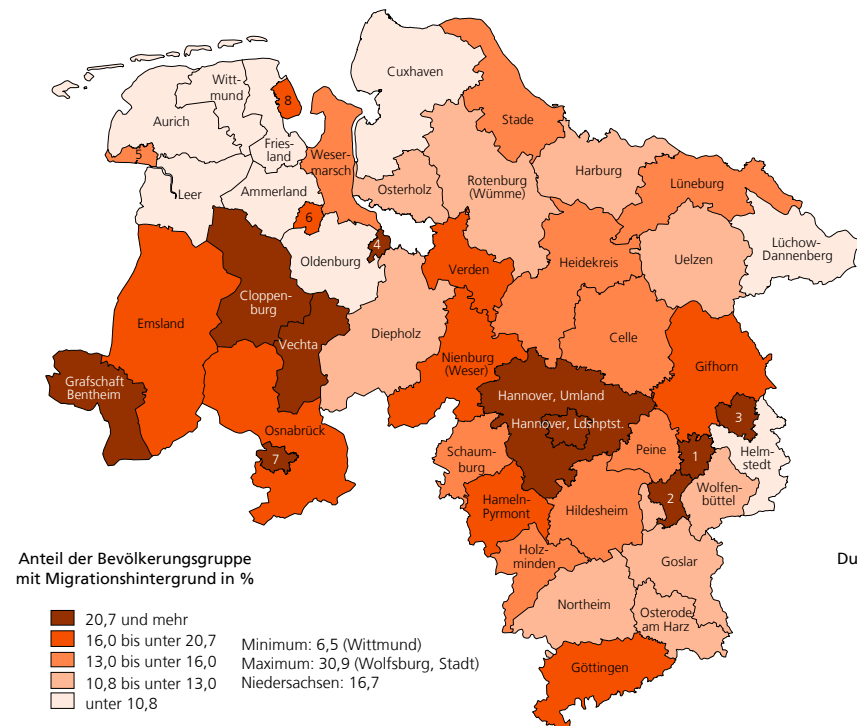 Cuxhaven
Witt-
mund
8
Stade
Aurich
Fries-
land
Weser-
marsch
5
Harburg
Lüneburg
Rotenburg
(Wümme)
Leer
Ammerland
Osterholz
6
4
Lüchow-
Dannenberg
Oldenburg
Verden
Heidekreis
Uelzen
Cloppen-
burg
Emsland
Diepholz
Celle
Vechta
Nienburg
(Weser)
Gifhorn
Grafschaft
Bentheim
Hannover, Umland
3
Hannover, Ldshptst.
Osnabrück
7
Schaum-
burg
Peine
1
Helm-
stedt
2
Wolfen-
büttel
Hameln-
Pyrmont
Hildesheim
Holz-
minden
Goslar
Northeim
Osterode
am Harz
Göttingen
Anteil der Bevölkerungsgruppe
mit Migrationshintergrund in %
20,7 und mehr
16,0 bis unter 20,7
13,0 bis unter 16,0
10,8 bis unter 13,0
unter 10,8
Minimum: 6,5 (Wittmund)
Maximum: 30,9 (Wolfsburg, Stadt)
Niedersachsen: 16,7
Du